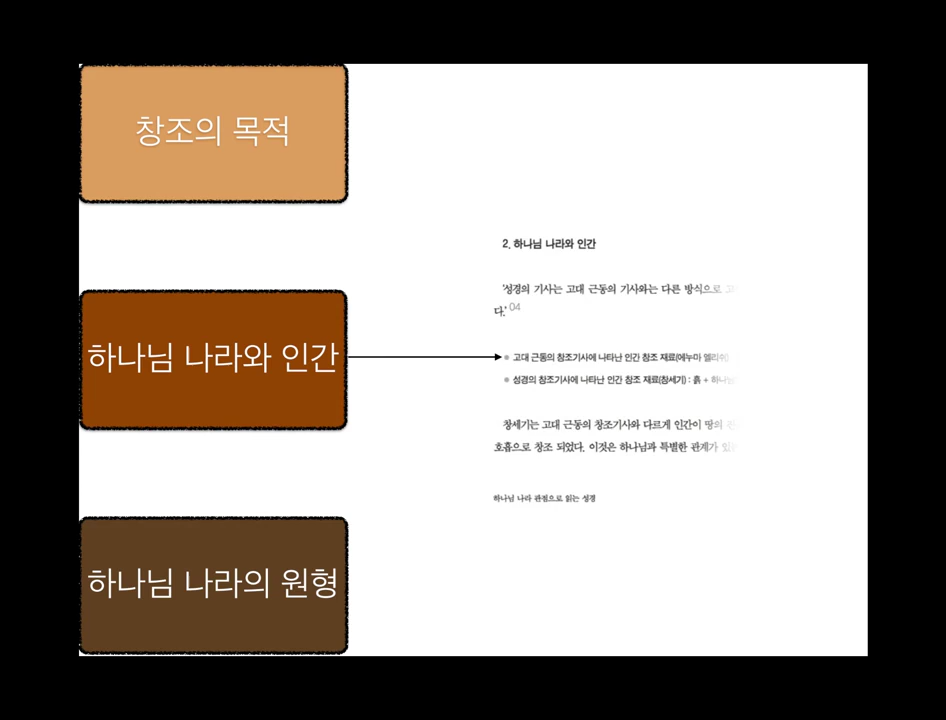 창조의 목적
하나님 나라와 인간
하나님 나라의 원형
2. 하나님 나라와 인간
'성경의 기사는 고대 근동의 기사와는 다른 방식으로
다.' 04
● 고대 근동의 창조기사에 나타난 인간 창조 재료(에누마 엘리쉬)
● 성경의 창조기사에 나타난 인간 창조 재료(창세기) : 흙 + 하나님
창세기는 고대 근동의 창조기사와 다르게 인간이 땅의
호흡으로 창조 되었다. 이것은 하나님과 특별한 관계가
하나님 나라 관점으로 읽는 성경